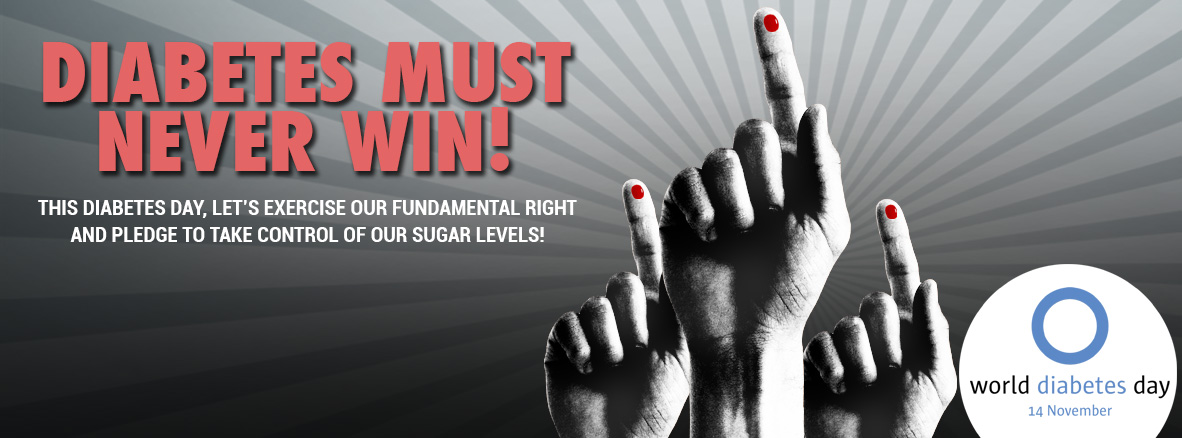 DIABETES MUST
NEVER WIN!
THIS DIABETES DAY, LET'S EXERCISE OUR FUNDAMENTAL RIGHT
AND PLEDGE TO TAKE CONTROL OF OUR SUGAR LEVELS!
world diabetes day
14 November